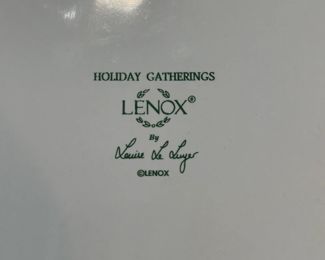 HOLIDAY GATHERINGS
LENOX®
By
Louise Le Luyer
©LENOX